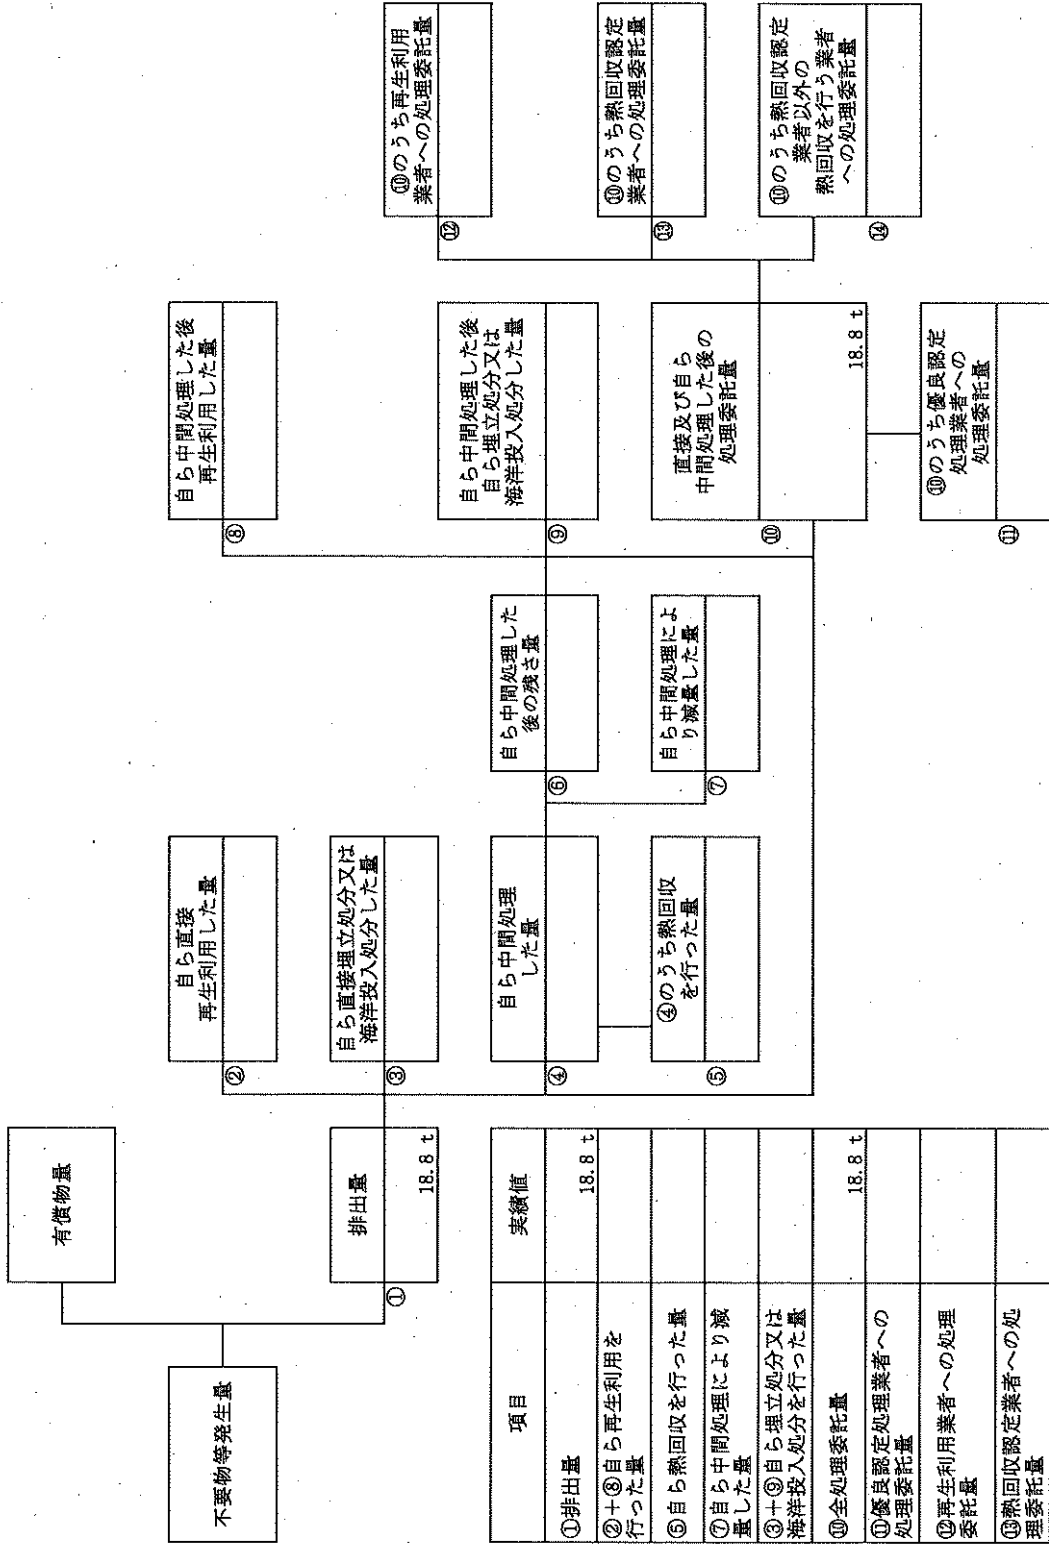 不要物等発生量
有償物量
排出量
①
18.8 t
自ら直接
再生利用した量
②
自ら直接埋立処分又は
海洋投入処分した量
③
自ら中間処理
した量
④
④のうち熱回収
を行った量
⑤
自ら中間処理した
後の残さ量
⑥
自ら中間処理によ
り減量した量
⑦
自ら中間処理した後
再生利用した量
⑧
自ら中間処理した後
自ら埋立処分又は
海洋投入処分した量
⑨
直接及び自ら
中間処理した後の
処理委託量
⑩
18.8 t
⑩のうち優良認定
処理業者への
処理委託量
⑪
⑩のうち再生利用
業者への処理委託量
⑫
⑩のうち熱回収認定
業者への処理委託量
⑬
⑩のうち熱回収認定
業者以外の
熱回収を行う業者
への処理委託量
⑭
項目
実績値
①排出量
18.8 t
②+⑧自ら再生利用を
行った量
⑤自ら熱回収を行った量
⑦自ら中間処理により減
量した量
③+⑨自ら埋立処分又は
海洋投入処分を行った量
⑩全処理委託量
18.8 t
⑪優良認定処理業者への
処理委託量
⑫再生利用業者への処理
委託量
⑬熱回収認定業者への処
理委託量